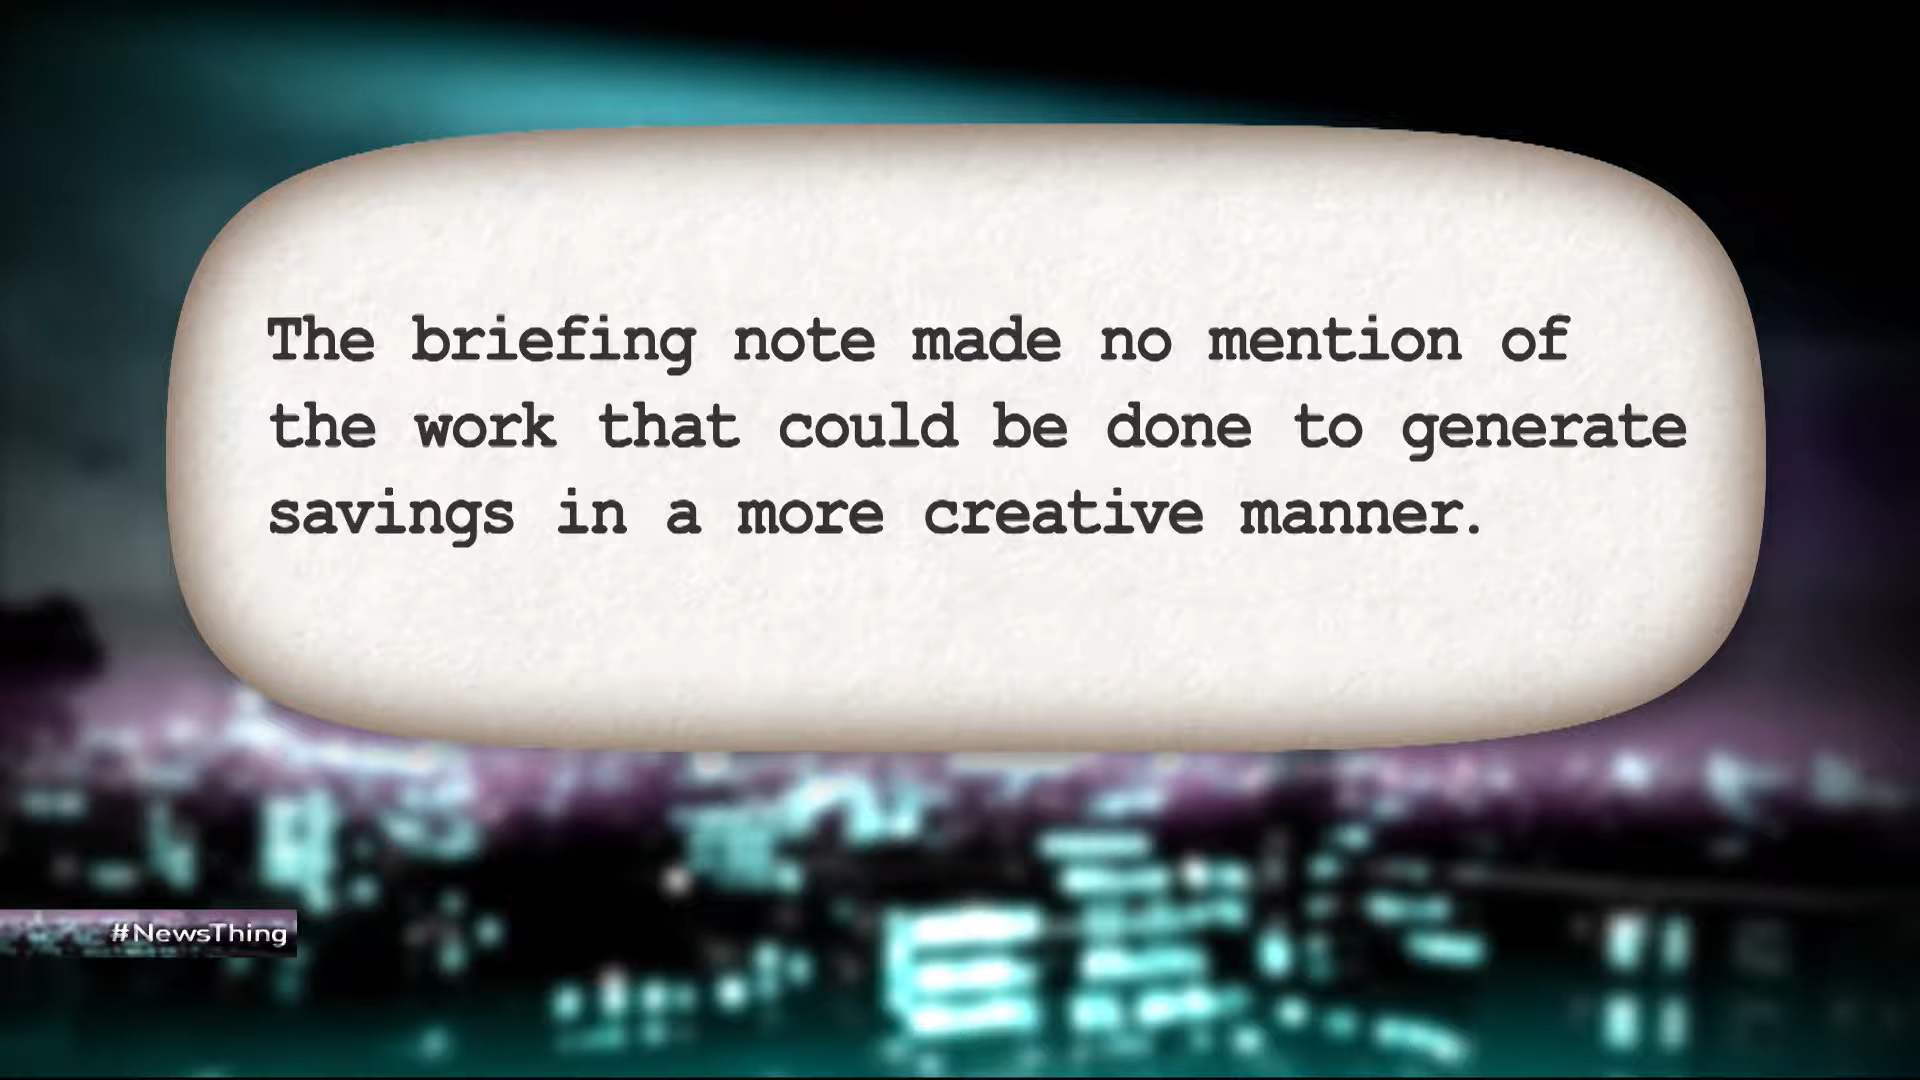 The briefing note made no mention of
the work that could be done to generate
savings in a more creative manner.
#NewsThing